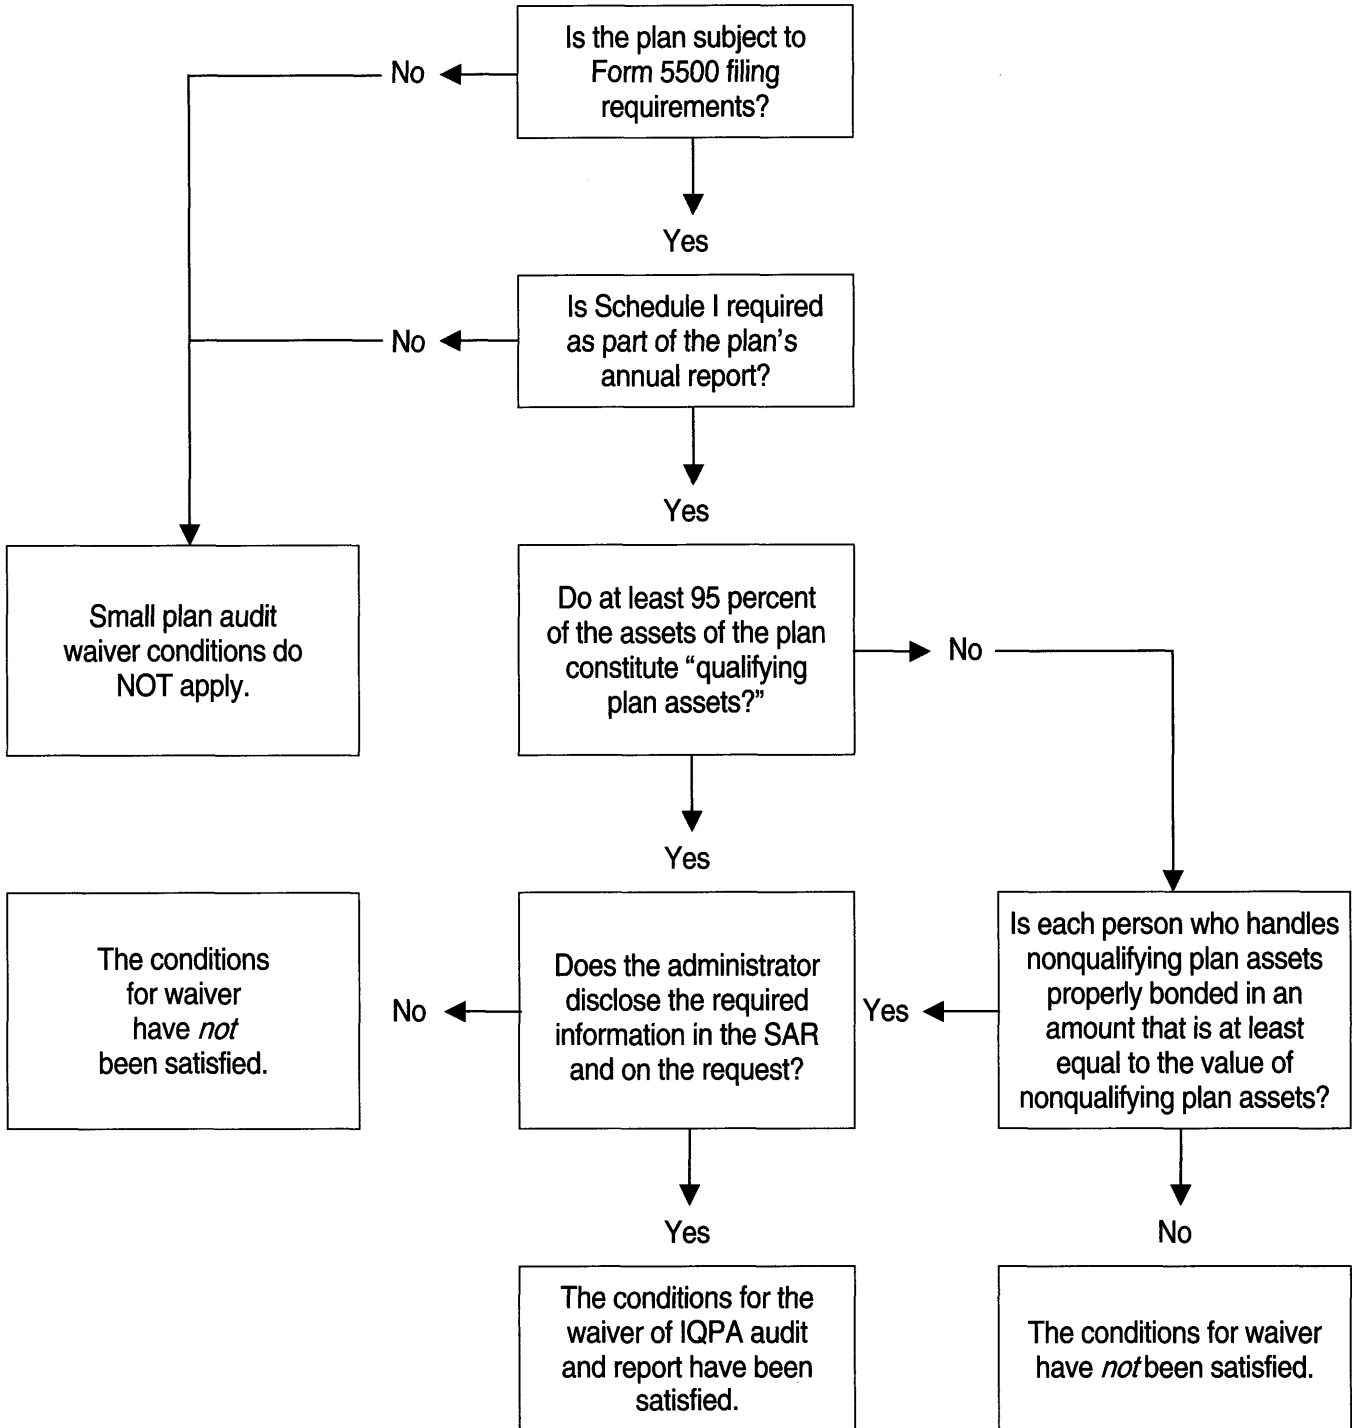 Is the plan subject to
Form 5500 filing
requirements?
No
Yes
Is Schedule I required
as part of the plan's
annual report?
No
Yes
Small plan audit
waiver conditions do
NOT apply.
Do at least 95 percent
of the assets of the plan
constitute “qualifying
plan assets?”
No
Yes
The conditions
for waiver
have not
been satisfied.
No
Does the administrator
disclose the required
information in the SAR
and on the request?
Yes
Is each person who handles
nonqualifying plan assets
properly bonded in an
amount that is at least
equal to the value of
nonqualifying plan assets?
Yes
No
The conditions for the
waiver of IQPA audit
and report have been
satisfied.
The conditions for waiver
have not been satisfied.